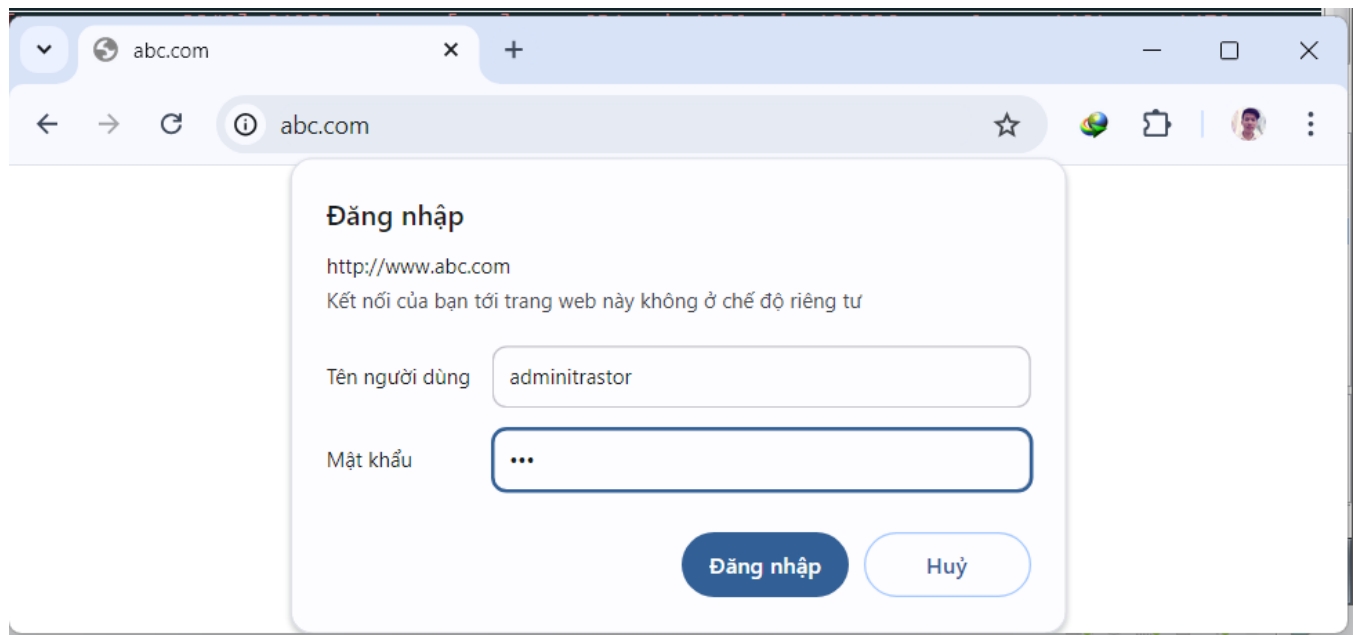 abc.com
abc.com
Đăng nhập
http://www.abc.com
Kết nối của bạn tới trang web này không ở chế độ riêng tư
Tên người dùng adminitrastor
Mật khẩu •••
Đăng nhập Huỷ